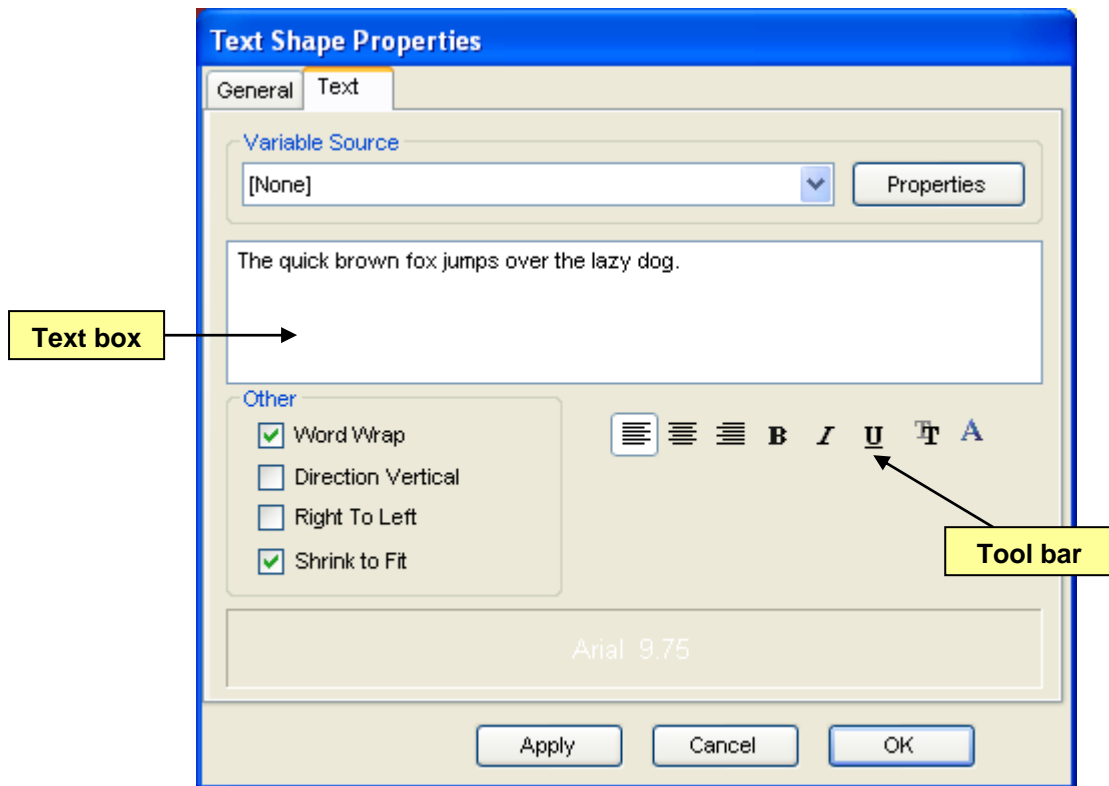 Text Shape Properties
General Text
Variable Source
[None] Properties
The quick brown fox jumps over the lazy dog.
Text box
Other
Word Wrap
B I U T T A
Direction Vertical
Right To Left
Shrink to Fit
Tool bar
Arial 9.75
Apply Cancel OK